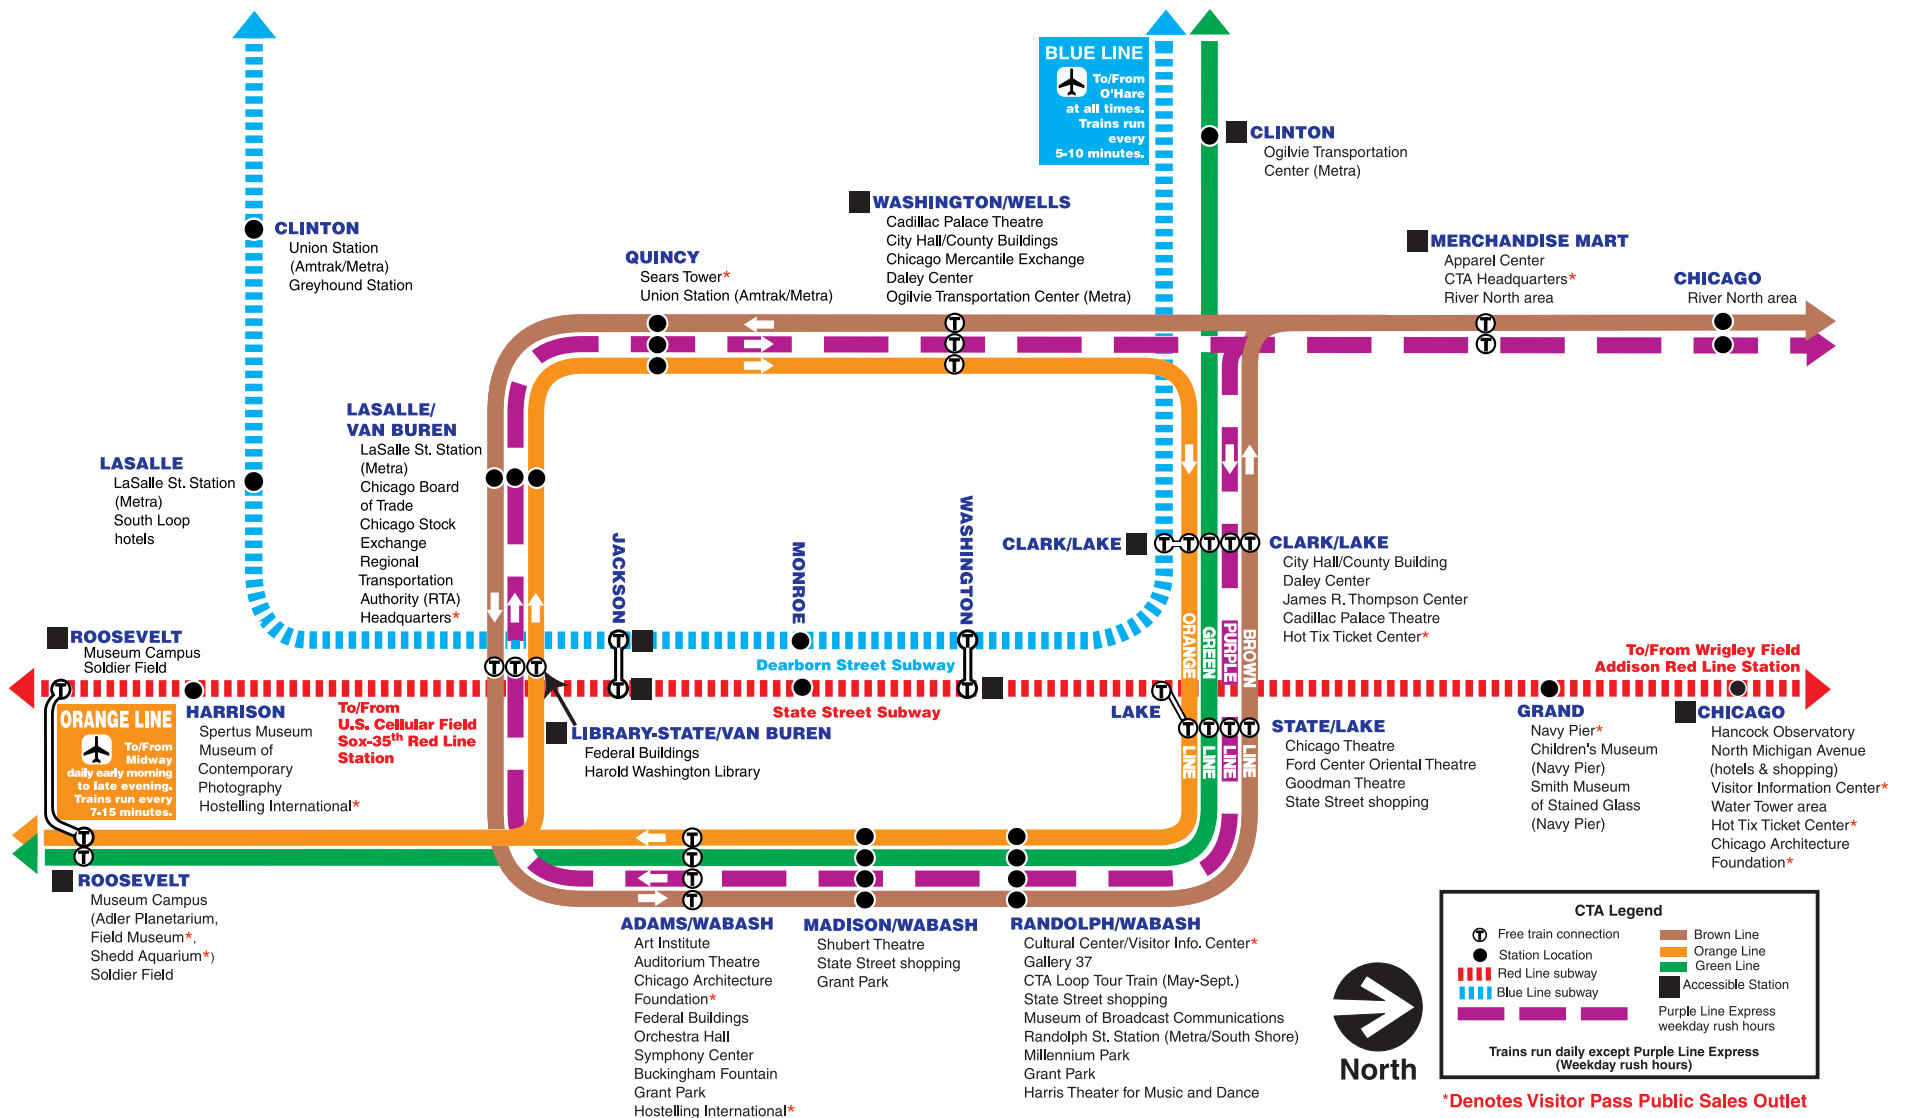 BLUE LINE
To/From
O'Hare
at all times.
Trains run
every
5-10 minutes.
CLINTON
Ogilvie Transportation
Center (Metra)
CLINTON
Union Station
(Amtrak/Metra)
Greyhound Station
QUINCY
Sears Tower*
Union Station (Amtrak/Metra)
WASHINGTON/WELLS
Cadillac Palace Theatre
City Hall/County Buildings
Chicago Mercantile Exchange
Daley Center
Ogilvie Transportation Center (Metra)
MERCHANDISE MART
Apparel Center
CTA Headquarters*
River North area
CHICAGO
River North area
LASALLE
LaSalle St. Station
(Metra)
South Loop
hotels
LASALLE/
VAN BUREN
LaSalle St. Station
(Metra)
Chicago Board
of Trade
Chicago Stock
Exchange
Regional
Transportation
Authority (RTA)
Headquarters*
JACKSON
MONROE
WASHINGTON
CLARK/LAKE
CLARK/LAKE
City Hall/County Building
Daley Center
James R. Thompson Center
Cadillac Palace Theatre
Hot Tix Ticket Center*
ORANGE LINE
GREEN LINE
PURPLE LINE
BROWN LINE
Dearborn Street Subway
State Street Subway
ROOSEVELT
Museum Campus
Soldier Field
ORANGE LINE
To/From
Midway
daily early morning
to late evening.
Trains run every
7-15 minutes.
HARRISON
Spertus Museum
Museum of
Contemporary
Photography
Hostelling International*
To/From
U.S. Cellular Field
Sox-35th Red Line
Station
LIBRARY-STATE/VAN BUREN
Federal Buildings
Harold Washington Library
LAKE
STATE/LAKE
Chicago Theatre
Ford Center Oriental Theatre
Goodman Theatre
State Street shopping
To/From Wrigley Field
Addison Red Line Station
GRAND
Navy Pier*
Children's Museum
(Navy Pier)
Smith Museum
of Stained Glass
(Navy Pier)
CHICAGO
Hancock Observatory
North Michigan Avenue
(hotels & shopping)
Visitor Information Center*
Water Tower area
Hot Tix Ticket Center*
Chicago Architecture
Foundation*
ROOSEVELT
Museum Campus
(Adler Planetarium,
Field Museum*,
Shedd Aquarium*)
Soldier Field
ADAMS/WABASH
Art Institute
Auditorium Theatre
Chicago Architecture
Foundation*
Federal Buildings
Orchestra Hall
Symphony Center
Buckingham Fountain
Grant Park
Hostelling International*
MADISON/WABASH
Shubert Theatre
State Street shopping
Grant Park
RANDOLPH/WABASH
Cultural Center/Visitor Info. Center*
Gallery 37
CTA Loop Tour Train (May-Sept.)
State Street shopping
Museum of Broadcast Communications
Randolph St. Station (Metra/South Shore)
Millennium Park
Grant Park
Harris Theater for Music and Dance
North
CTA Legend
T Free train connection
Station Location
Red Line subway
Blue Line subway
Brown Line
Orange Line
Green Line
Accessible Station
Purple Line Express
weekday rush hours
Trains run daily except Purple Line Express
(Weekday rush hours)
*Denotes Visitor Pass Public Sales Outlet